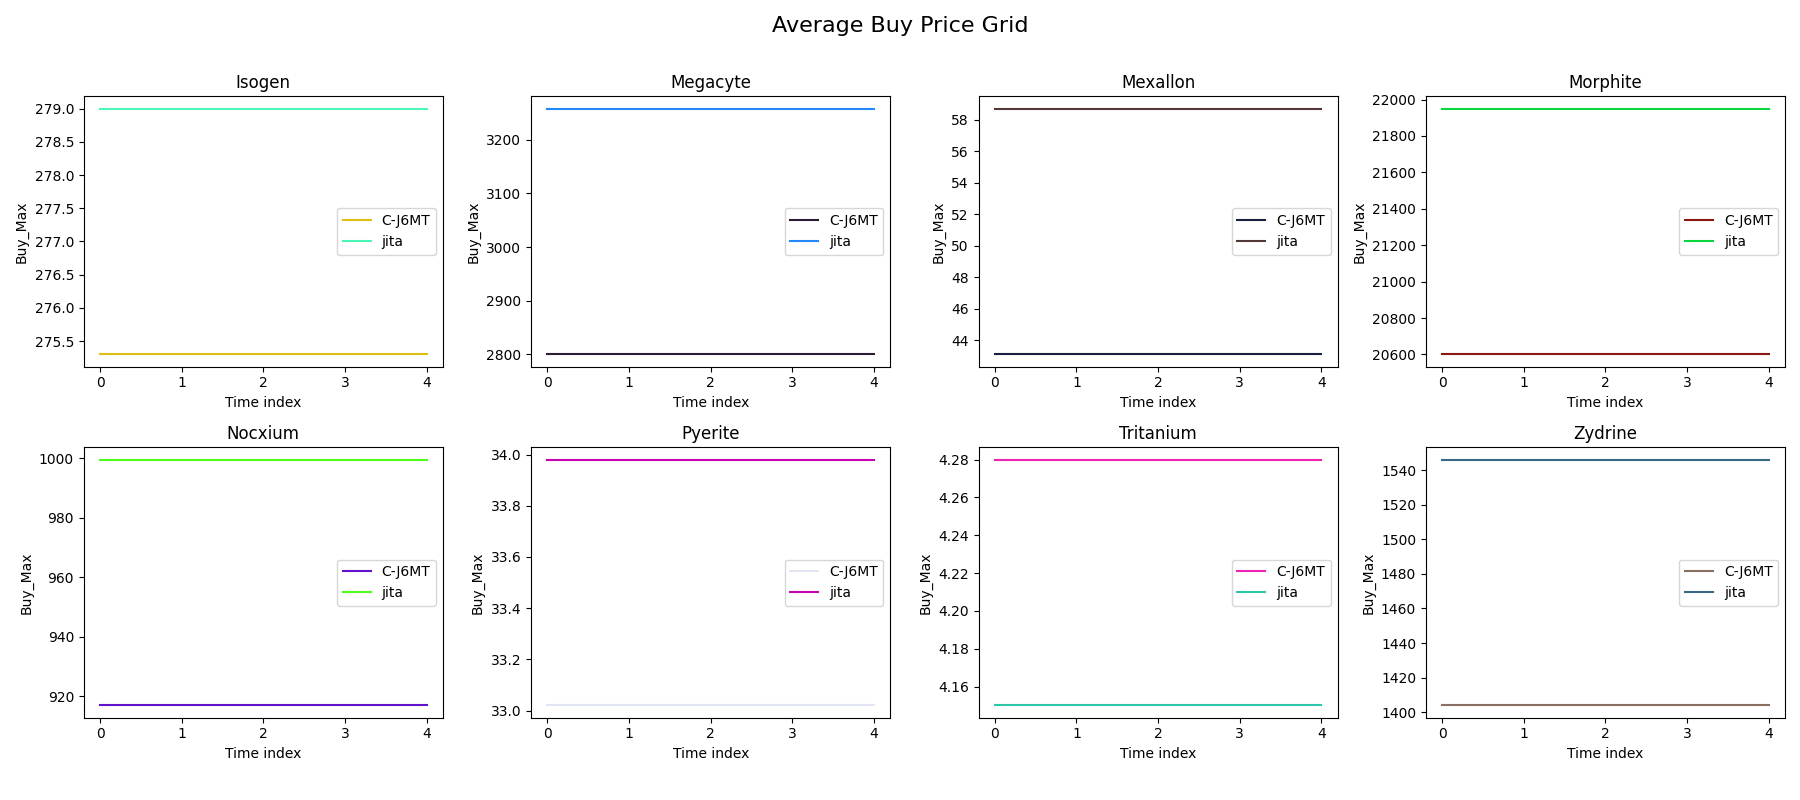 Average Buy Price Grid
Isogen
Buy_Max
279.0
278.5
278.0
277.5
277.0
276.5
276.0
275.5
0 1 2 3 4
Time index
C-J6MT
jita
Megacyte
Buy_Max
3200
3100
3000
2900
2800
0 1 2 3 4
Time index
C-J6MT
jita
Mexallon
Buy_Max
58
56
54
52
50
48
46
44
0 1 2 3 4
Time index
C-J6MT
jita
Morphite
Buy_Max
22000
21800
21600
21400
21200
21000
20800
20600
0 1 2 3 4
Time index
C-J6MT
jita
Nocxium
Buy_Max
1000
980
960
940
920
0 1 2 3 4
Time index
C-J6MT
jita
Pyerite
Buy_Max
34.0
33.8
33.6
33.4
33.2
33.0
0 1 2 3 4
Time index
C-J6MT
jita
Tritanium
Buy_Max
4.28
4.26
4.24
4.22
4.20
4.18
4.16
0 1 2 3 4
Time index
C-J6MT
jita
Zydrine
Buy_Max
1540
1520
1500
1480
1460
1440
1420
1400
0 1 2 3 4
Time index
C-J6MT
jita